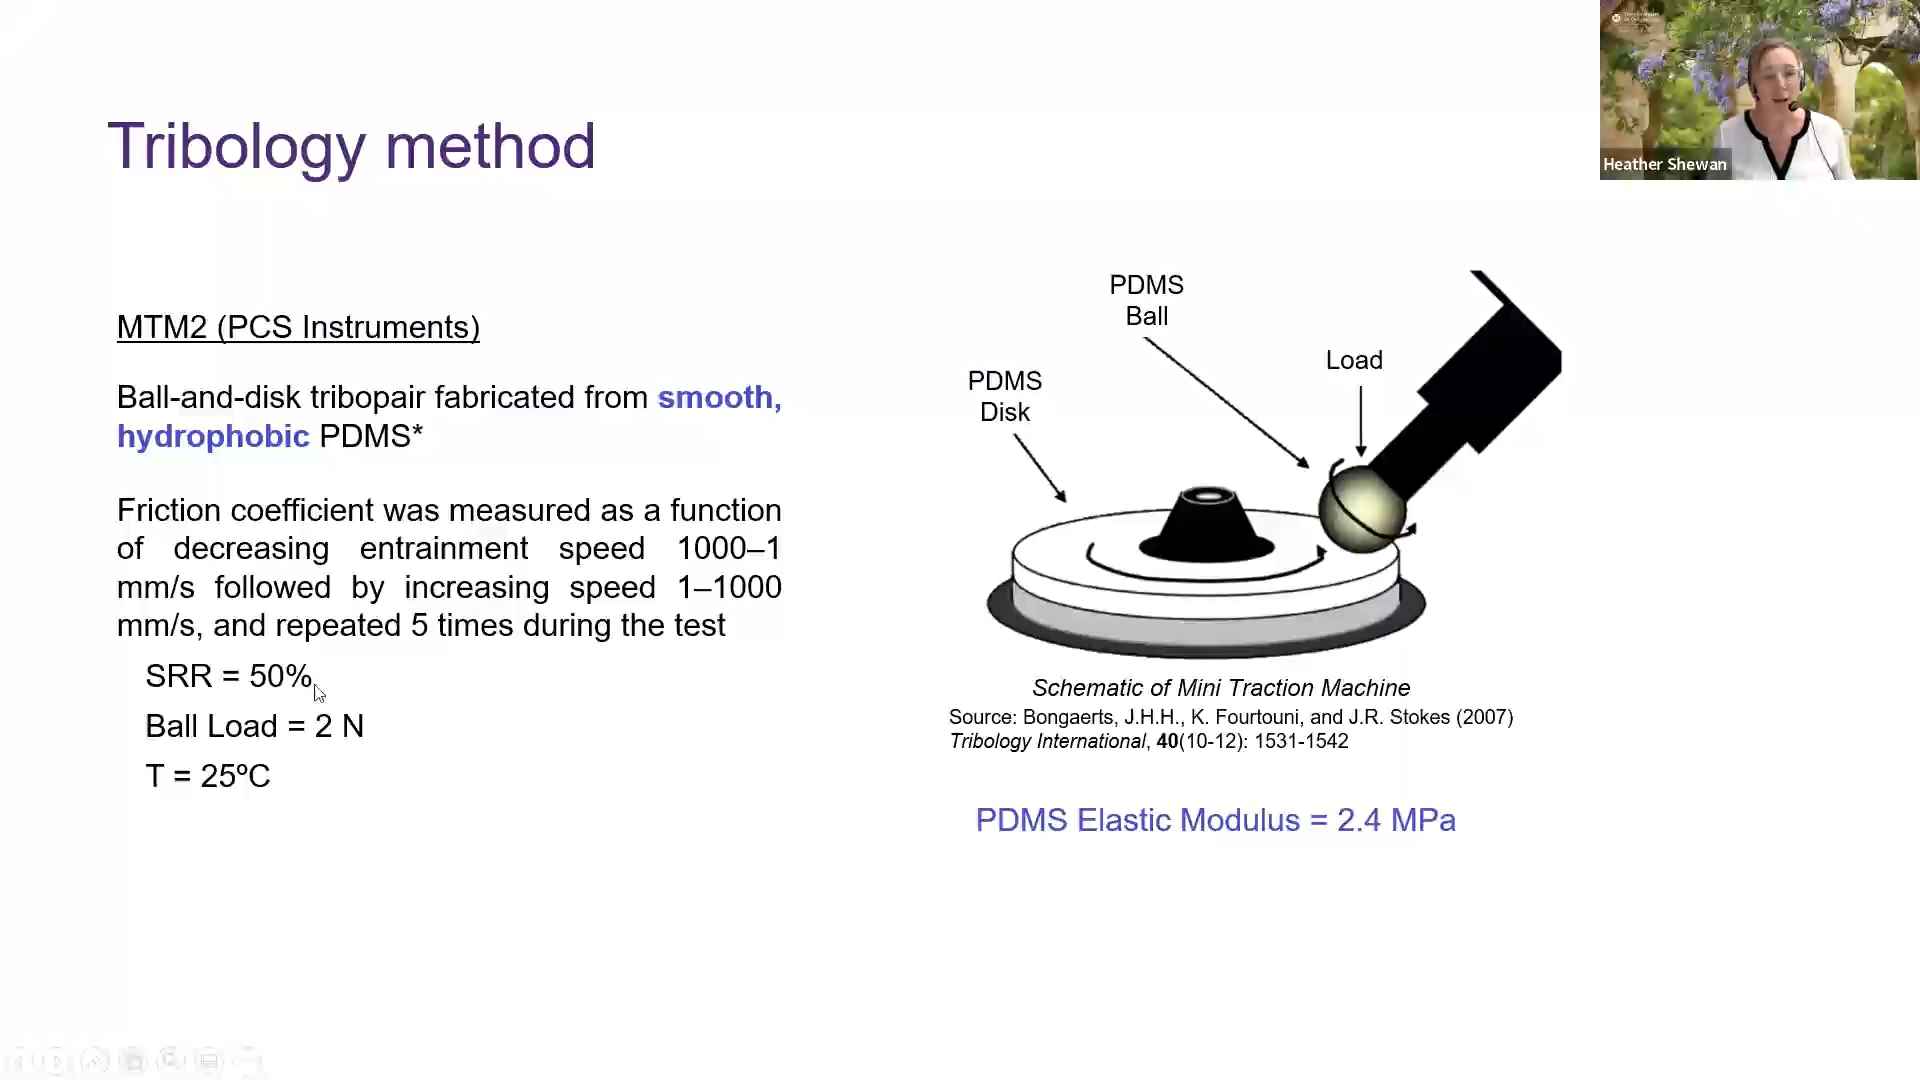 Tribology method
MTM2 (PCS Instruments)
Ball-and-disk tribopair fabricated from smooth,
hydrophobic PDMS*
Friction coefficient was measured as a function
of decreasing entrainment speed 1000–1
mm/s followed by increasing speed 1–1000
mm/s, and repeated 5 times during the test
SRR = 50%
Ball Load = 2 N
T = 25ºC
PDMS
Ball
Load
PDMS
Disk
Schematic of Mini Traction Machine
Source: Bongaerts, J.H.H., K. Fourtouni, and J.R. Stokes (2007)
Tribology International, 40(10-12): 1531-1542
PDMS Elastic Modulus = 2.4 MPa
Heather Shewan